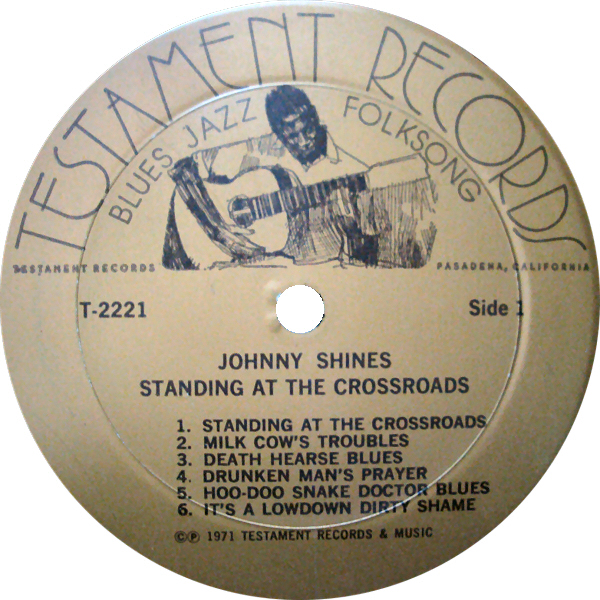 TESTAMENT RECORDS
BLUES JAZZ FOLKSONG
TESTAMENT RECORDS PASADENA, CALIFORNIA
T-2221 Side 1
JOHNNY SHINES
STANDING AT THE CROSSROADS
1. STANDING AT THE CROSSROADS
2. MILK COW'S TROUBLES
3. DEATH HEARSE BLUES
4. DRUNKEN MAN'S PRAYER
5. HOO-DOO SNAKE DOCTOR BLUES
6. IT'S A LOWDOWN DIRTY SHAME
©℗ 1971 TESTAMENT RECORDS & MUSIC